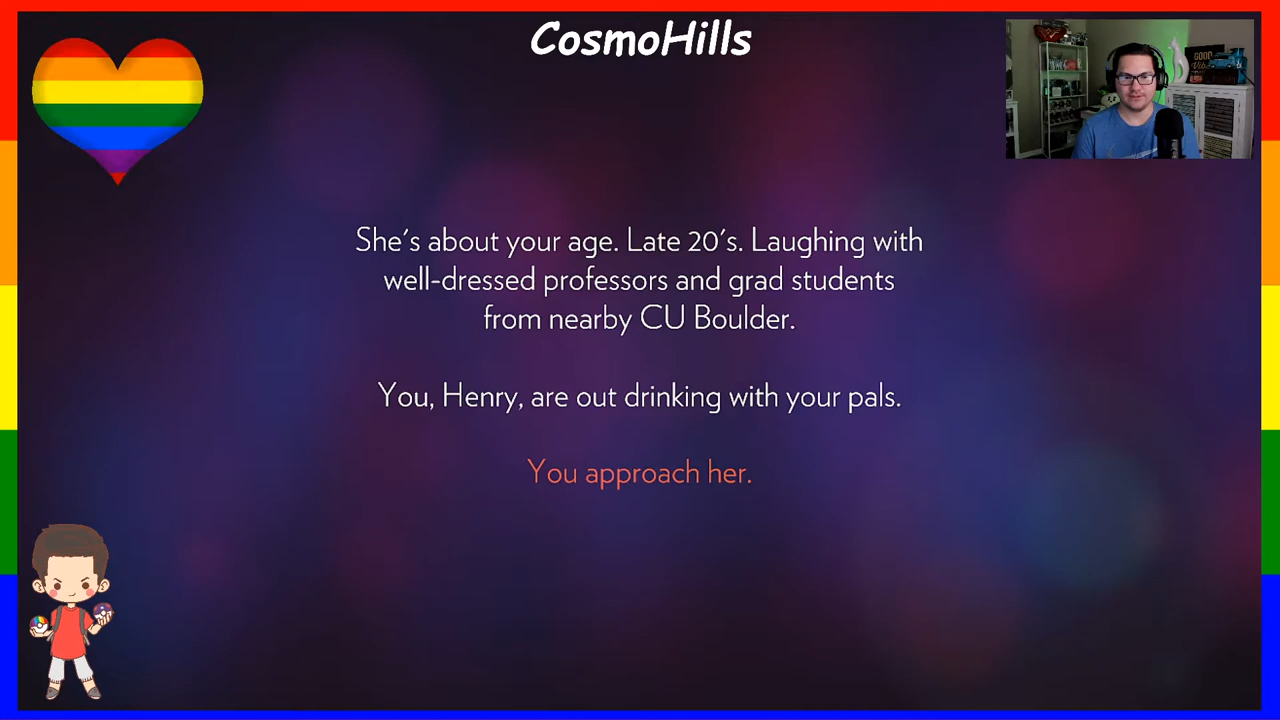 CosmoHills
GOOD
She's about your age. Late 20's. Laughing with
well-dressed professors and grad students
from nearby CU Boulder.
You, Henry, are out drinking with your pals.
You approach her.